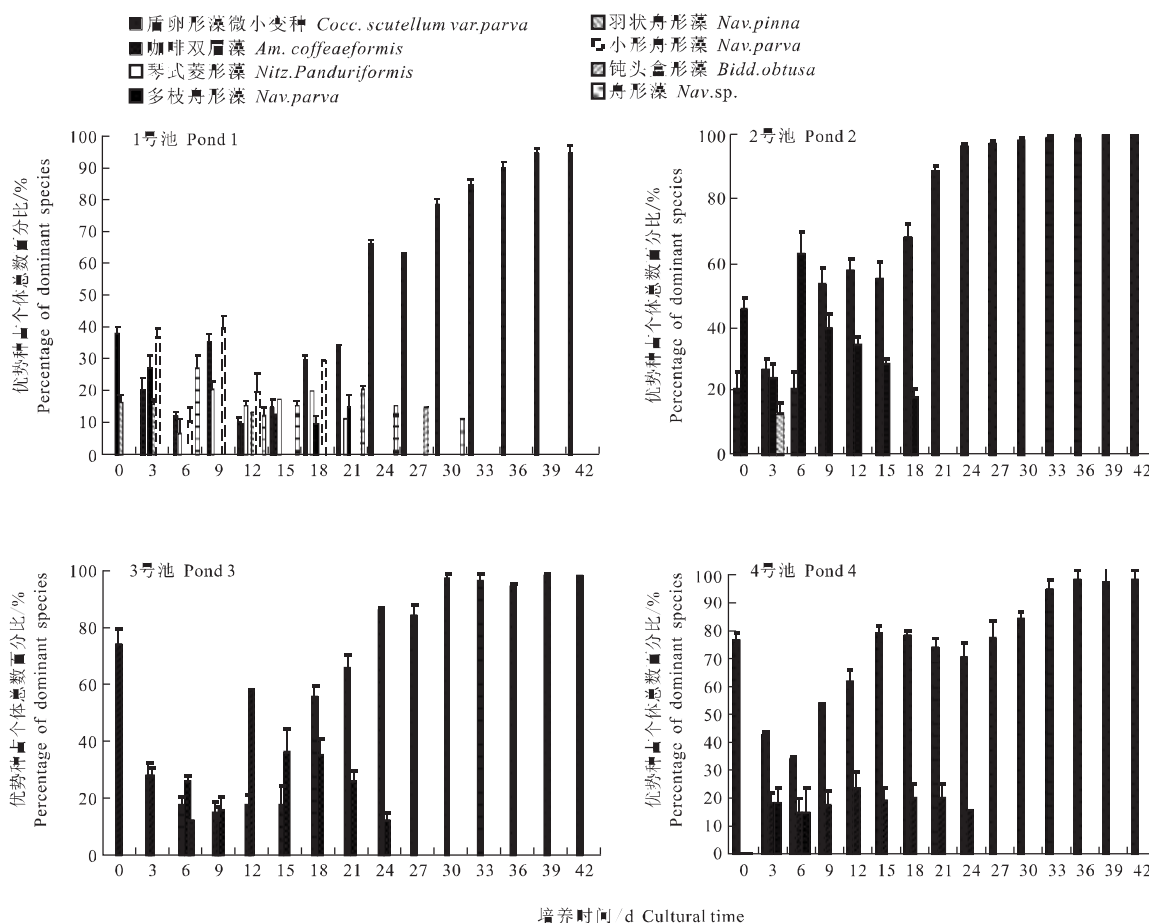 盾卵形藻微小变种 Cocc. scutellum var.parva
咖啡双眉藻 Am. coffeaeformis
琴式菱形藻 Nitz.Panduriformis
多枝舟形藻 Nav.parva
羽状舟形藻 Nav.pinna
小形舟形藻 Nav.parva
钝头盒形藻 Bidd.obtusa
舟形藻 Nav.sp.
1号池 Pond 1
优势种占个体总数百分比/%
Percentage of dominant species
100
90
80
70
60
50
40
30
20
10
0
0 3 6 9 12 15 18 21 24 27 30 33 36 39 42
2号池 Pond 2
优势种占个体总数百分比/%
Percentage of dominant species
100
80
60
40
20
0
0 3 6 9 12 15 18 21 24 27 30 33 36 39 42
3号池 Pond 3
优势种占个体总数百分比/%
Percentage of dominant species
100
80
60
40
20
0
0 3 6 9 12 15 18 21 24 27 30 33 36 39 42
4号池 Pond 4
优势种占个体总数百分比/%
Percentage of dominant species
100
90
80
70
60
50
40
30
20
10
0
0 3 6 9 12 15 18 21 24 27 30 33 36 39 42
培养时间/d Cultural time